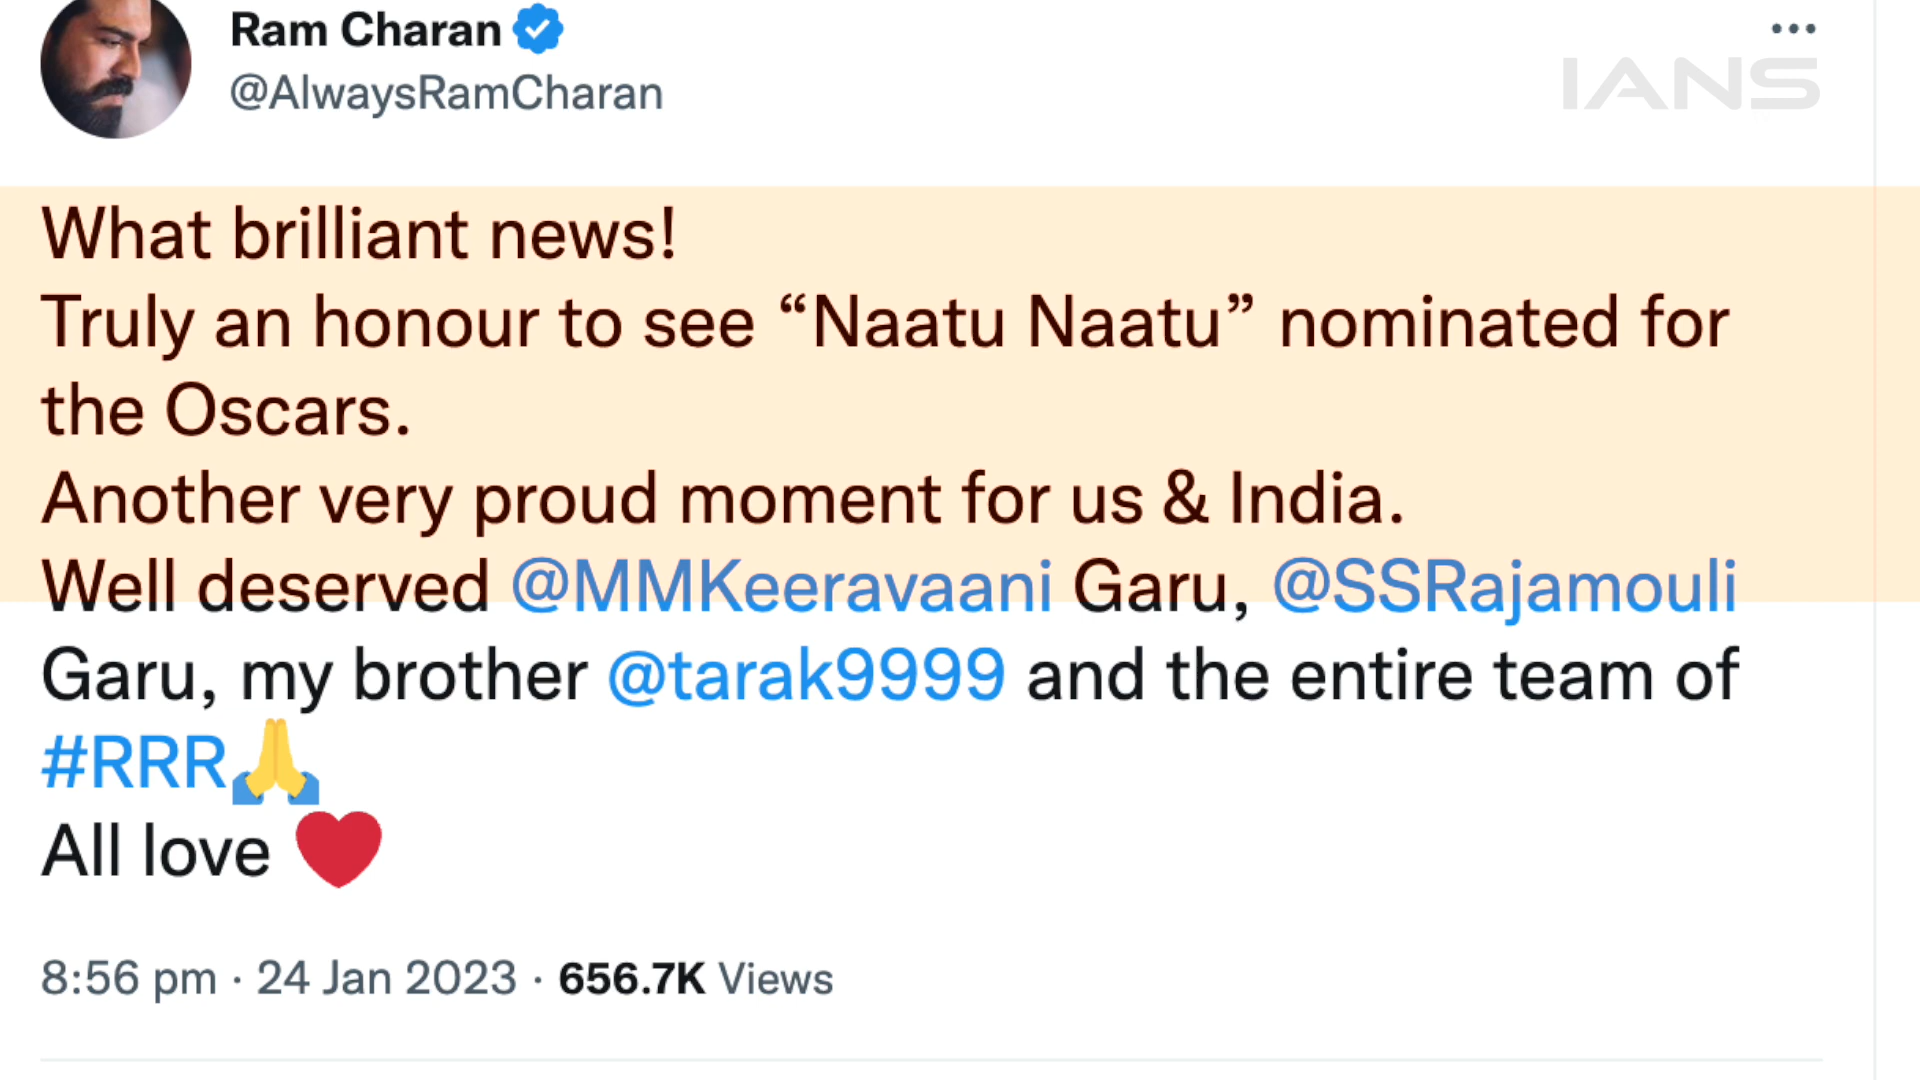 Ram Charan
@AlwaysRamCharan
IANS
What brilliant news!
Truly an honour to see “Naatu Naatu” nominated for
the Oscars.
Another very proud moment for us & India.
Well deserved @MMKeeravaani Garu, @SSRajamouli
Garu, my brother @tarak9999 and the entire team of
#RRR🙏
All love ❤️
8:56 pm · 24 Jan 2023 · 656.7K Views